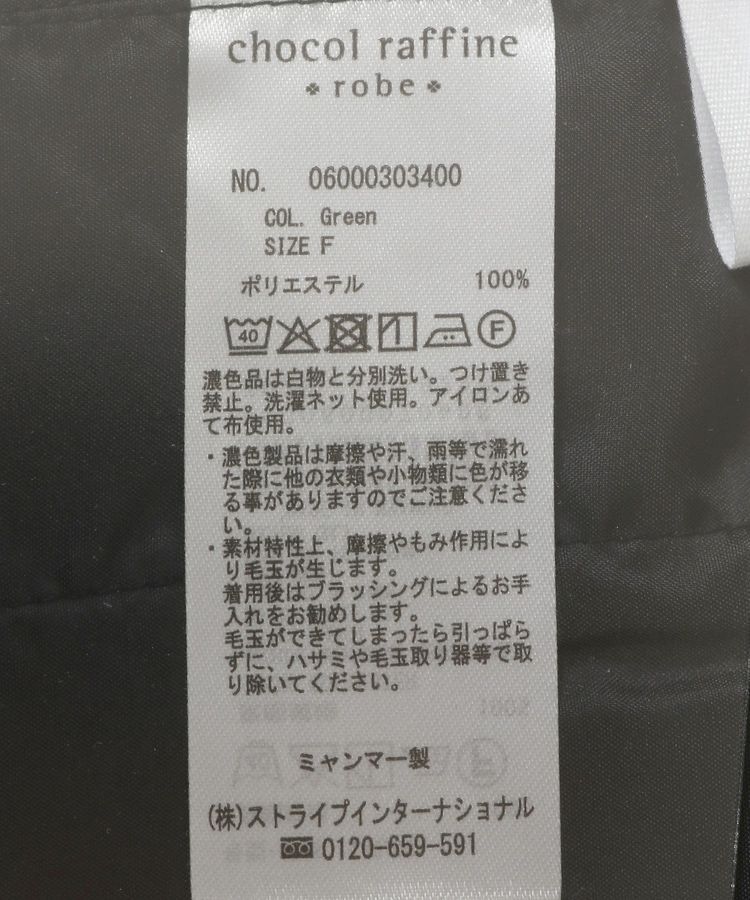 chocol raffine
robe
NO. 06000303400
COL. Green
SIZE F
ポリエステル 100%
40 F
濃色品は白物と分別洗い。つけ置き
禁止。洗濯ネット使用。アイロンあ
て布使用。
・濃色製品は摩擦や汗、雨等で濡れ
た際に他の衣類や小物類に色が移
る事がありますのでご注意くださ
い。
・素材特性上、摩擦やもみ作用によ
り毛玉が生じます。
着用後はブラッシングによるお手
入れをお勧めします。
毛玉ができてしまったら引っぱら
ずに、ハサミや毛玉取り器等で取
り除いてください。
ミャンマー製
(株)ストライプインターナショナル
0120-659-591